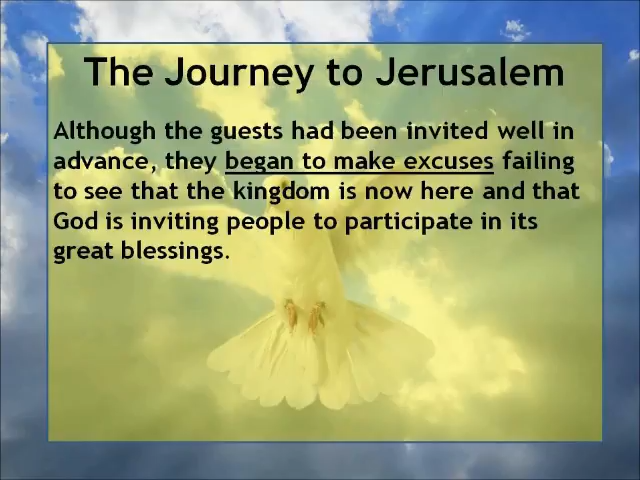 The Journey to Jerusalem
Although the guests had been invited well in
advance, they began to make excuses failing
to see that the kingdom is now here and that
God is inviting people to participate in its
great blessings.